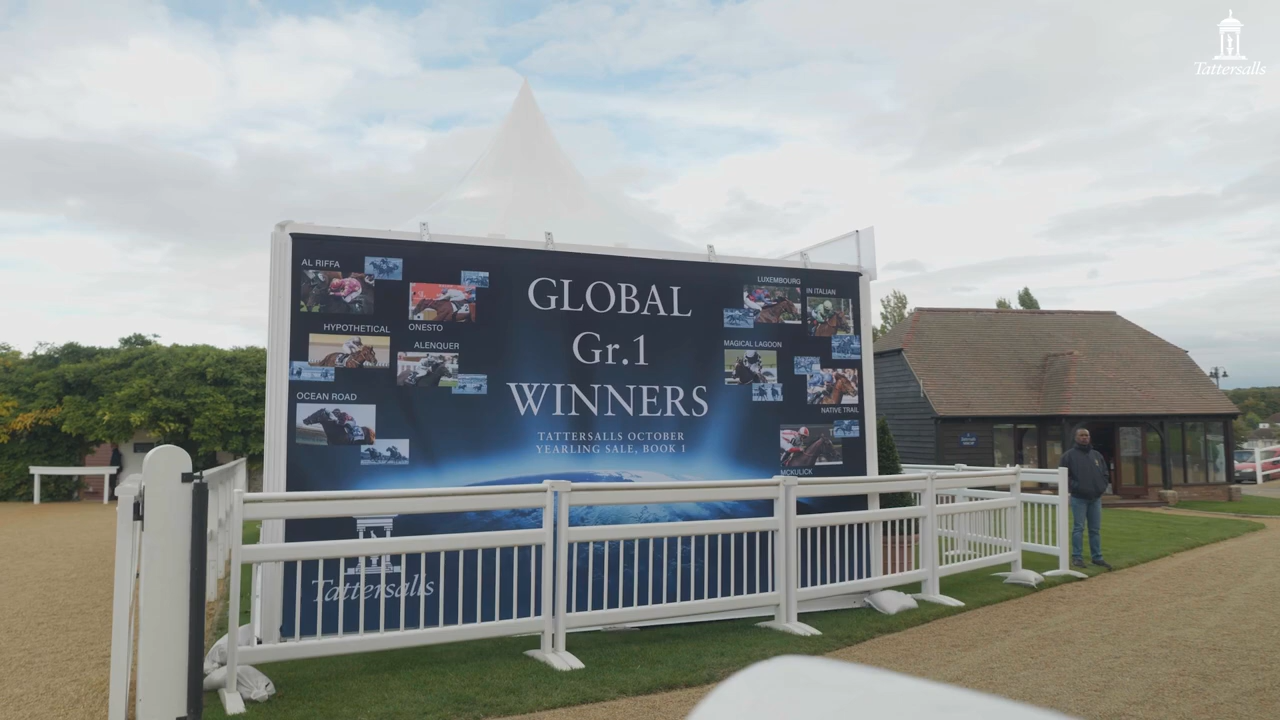 Tattersalls
AL RIFFA
ONESTO
HYPOTHETICAL
ALENQUER
OCEAN ROAD
GLOBAL
Gr.1
WINNERS
TATTERSALLS OCTOBER
YEARLING SALE, BOOK 1
LUXEMBOURG
IN ITALIAN
MAGICAL LAGOON
NATIVE TRAIL
MCKULICK
Tattersalls